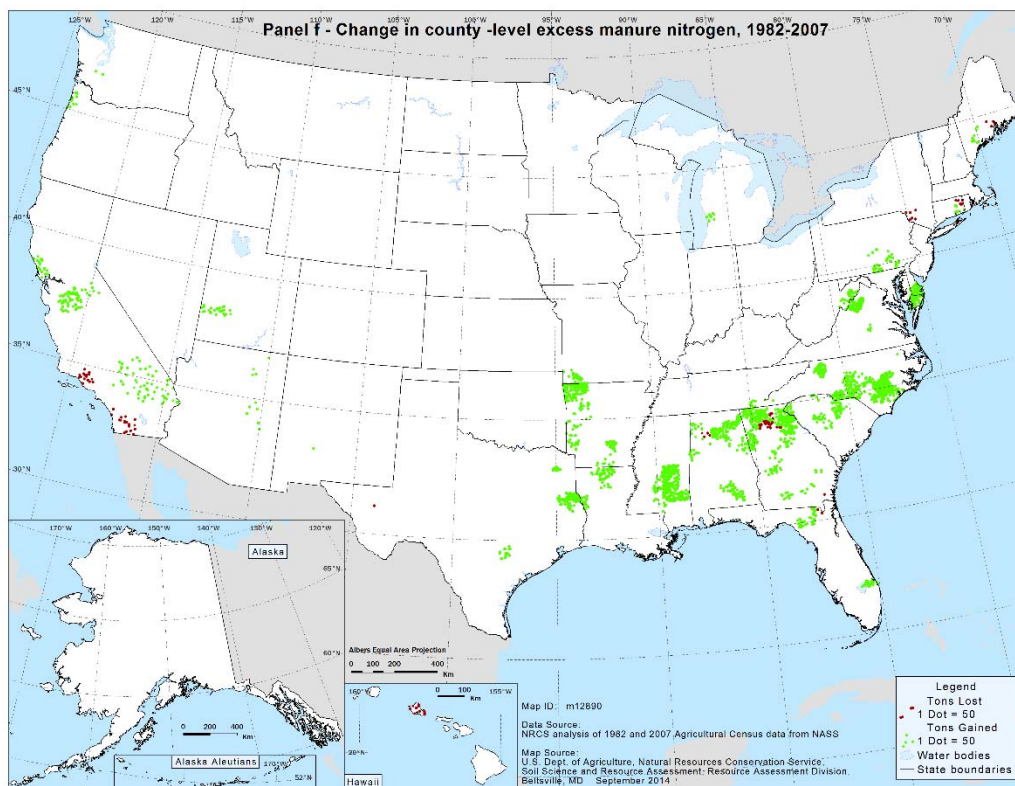 125°W 120°W 115°W 110°W 105°W 100°W 95°W 90°W 85°W 80°W 75°W 70°W
Panel f - Change in county -level excess manure nitrogen, 1982-2007
45°N
40°N
35°N
30°N
170°W 160°W 150°W 140°W 130°W 120°W
Alaska
65°N
60°N
0 200 400
Km
Alaska Aleutians
170°W
52°N
Albers Equal Area Projection
0 100 200 400
Km
0 100
Km
160°W
155°W
Hawaii
Map ID: m12890
Data Source:
NRCS analysis of 1982 and 2007 Agricultural Census data from NASS
Map Source:
U.S. Dept. of Agriculture, Natural Resources Conservation Service
Soil Science and Resource Assessment, Resource Assessment Division
Beltsville, MD September 2014
Legend
Tons Lost
1 Dot = 50
Tons Gained
1 Dot = 50
Water bodies
State boundaries